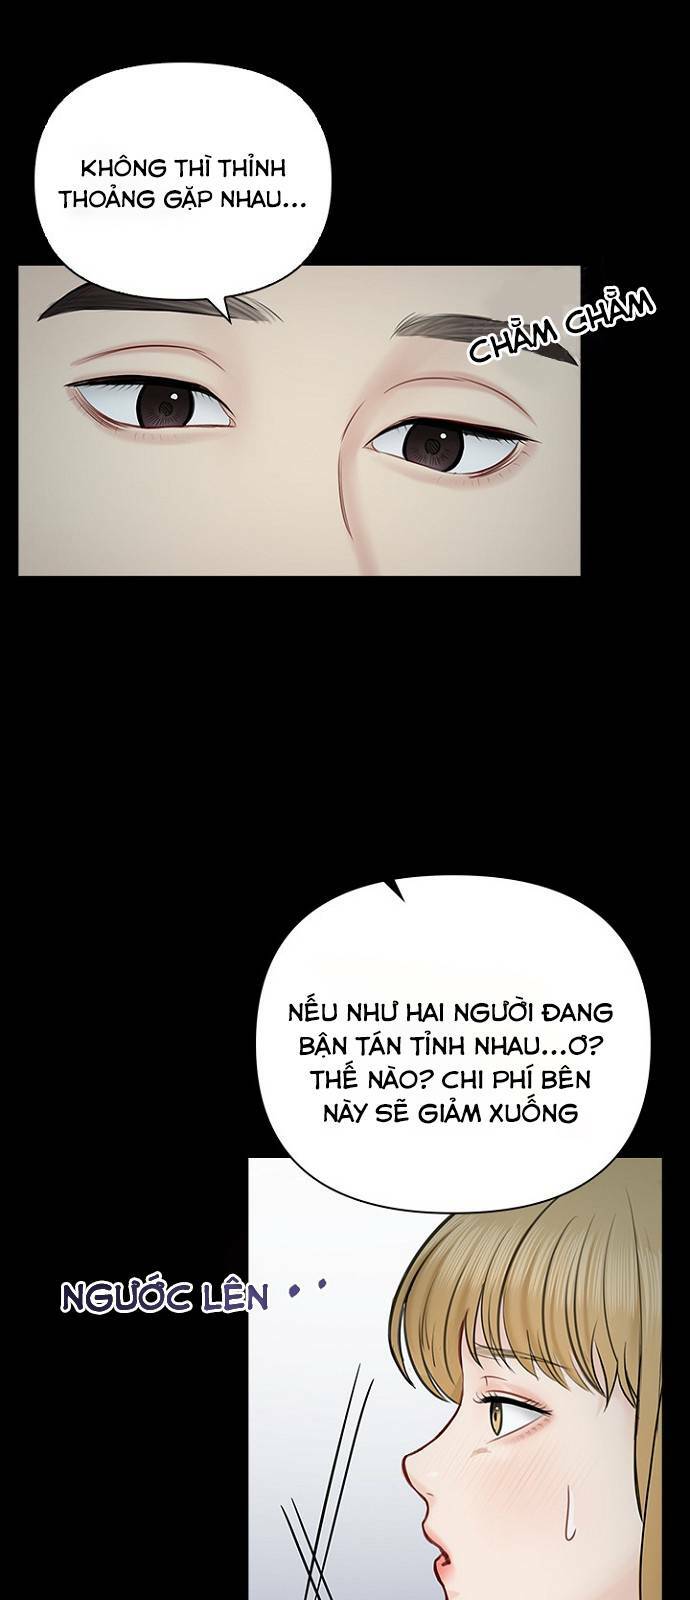 KHÔNG THÌ THỈNH
THOẢNG GẶP NHAU...
CHẰM CHẰM
NẾU NHƯ HAI NGƯỜI ĐANG
BẬN TÁN TỈNH NHAU...Ơ?
THẾ NÀO? CHI PHÍ BÊN
NÀY SẼ GIẢM XUỐNG
NGƯỚC LÊN